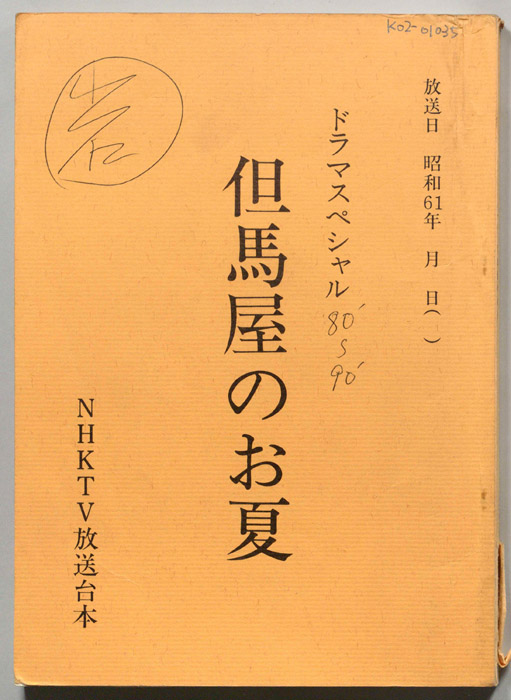 K02-01035
放送日 昭和61年 月 日( )
ドラマスペシャル 80'〜90'
但馬屋のお夏
NHKTV放送台本
岩